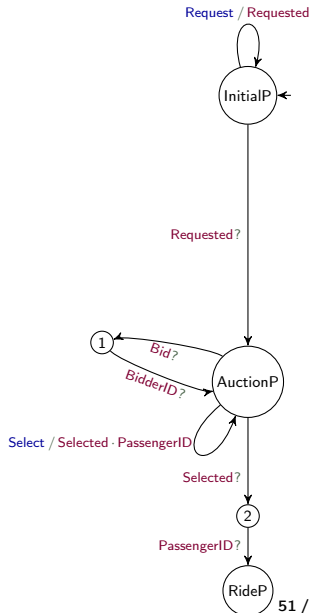 Request / Requested
InitialP
Requested?
1
Bid?
BidderID?
AuctionP
Select / Selected · PassengerID
Selected?
2
PassengerID?
RideP
51 /